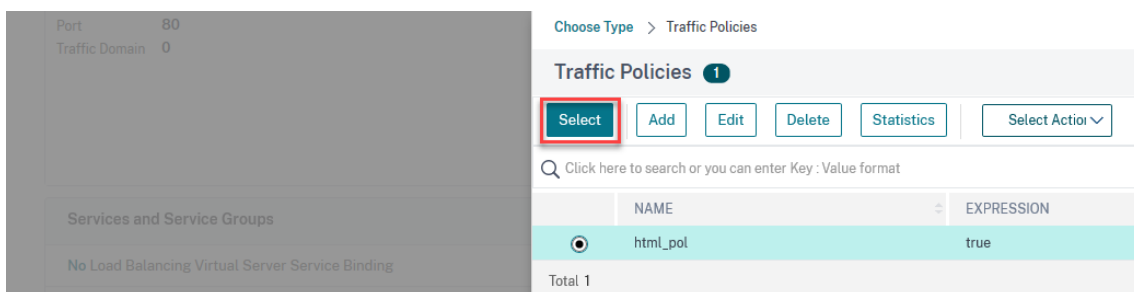 Port 80
Traffic Domain 0
Services and Service Groups
No Load Balancing Virtual Server Service Binding
Choose Type > Traffic Policies
Traffic Policies 1
Select Add Edit Delete Statistics Select Actior
Click here to search or you can enter Key : Value format
NAME EXPRESSION
html_pol true
Total 1